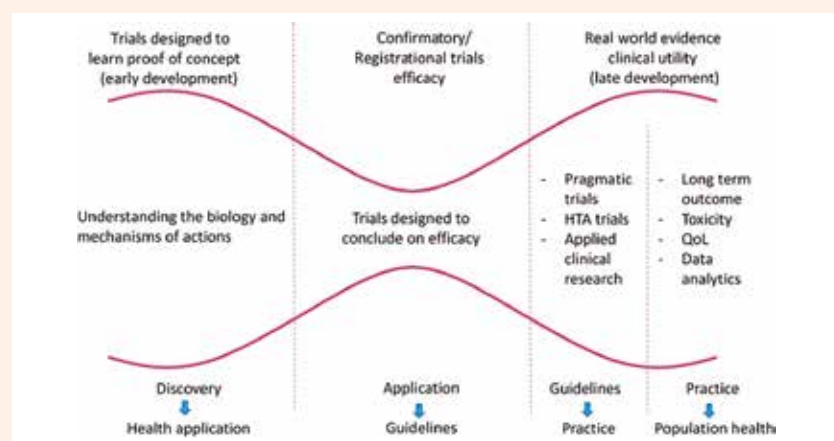 Trials designed to
learn proof of concept
(early development)
Confirmatory/
Registrational trials
efficacy
Real world evidence
clinical utility
(late development)
Understanding the biology and
mechanisms of actions
Trials designed to
conclude on efficacy
- Pragmatic
trials
- HTA trials
- Applied
clinical
research
- Long term
outcome
- Toxicity
- QoL
- Data
analytics
Discovery
Health application
Application
Guidelines
Guidelines
Practice
Practice
Population health